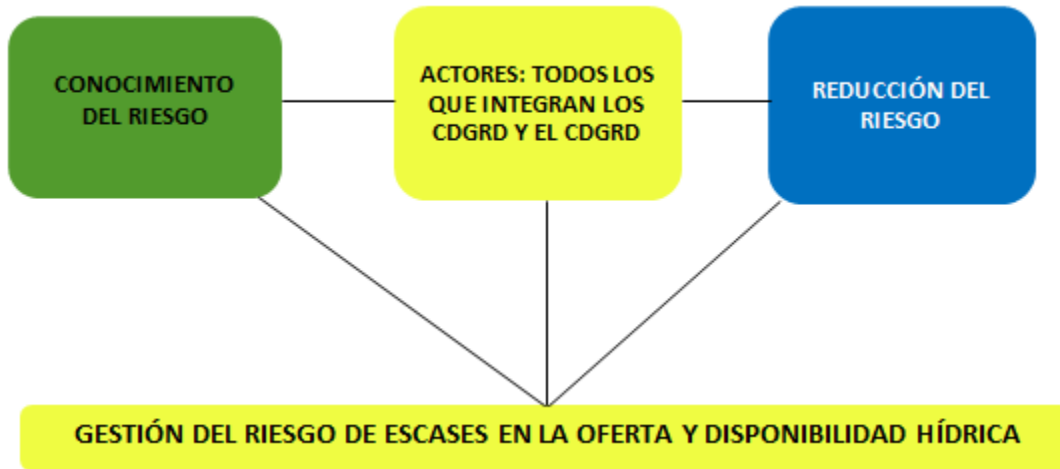 CONOCIMIENTO
DEL RIESGO
ACTORES: TODOS LOS
QUE INTEGRAN LOS
CDGRD Y EL CDGRD
REDUCCIÓN DEL
RIESGO
GESTIÓN DEL RIESGO DE ESCASES EN LA OFERTA Y DISPONIBILIDAD HÍDRICA